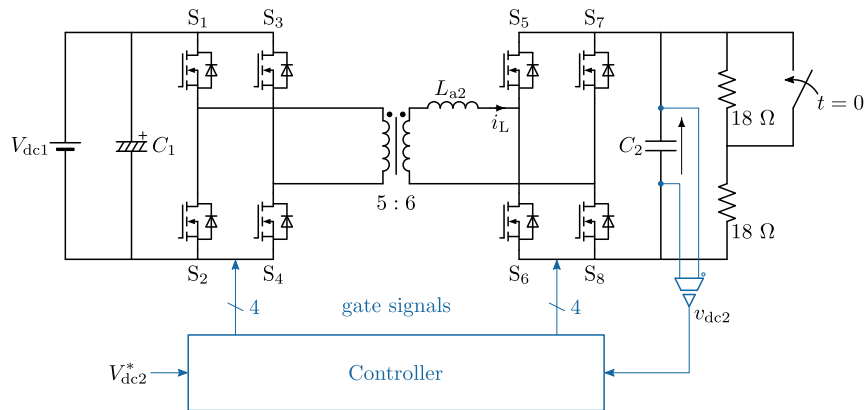 S1 S3 S5 S7
La2
iL
Vdc1
+
C1
C2
18 Ω
t = 0
5 : 6
18 Ω
S2 S4 S6 S8
4
gate signals
4
vdc2
V*dc2
Controller